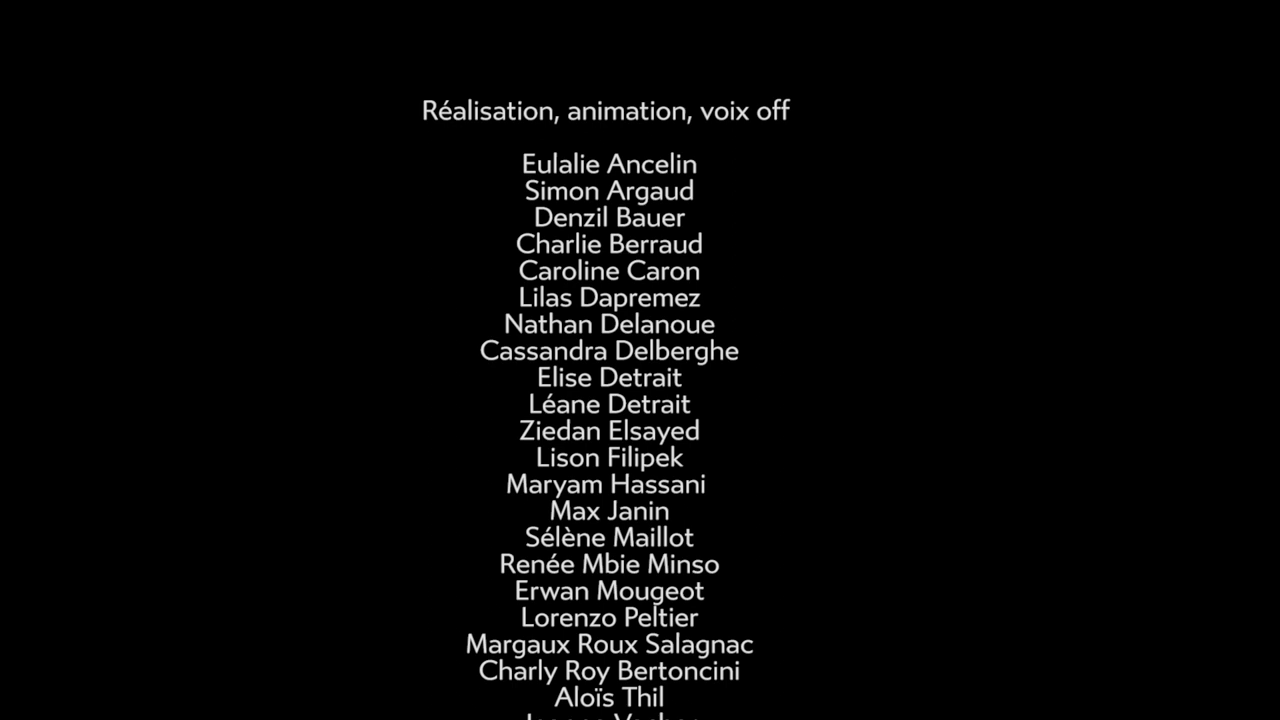 Réalisation, animation, voix off
Eulalie Ancelin
Simon Argaud
Denzil Bauer
Charlie Berraud
Caroline Caron
Lilas Dapremez
Nathan Delanoue
Cassandra Delberghe
Elise Detrait
Léane Detrait
Ziedan Elsayed
Lison Filipek
Maryam Hassani
Max Janin
Sélène Maillot
Renée Mbie Minso
Erwan Mougeot
Lorenzo Peltier
Margaux Roux Salagnac
Charly Roy Bertoncini
Aloïs Thil